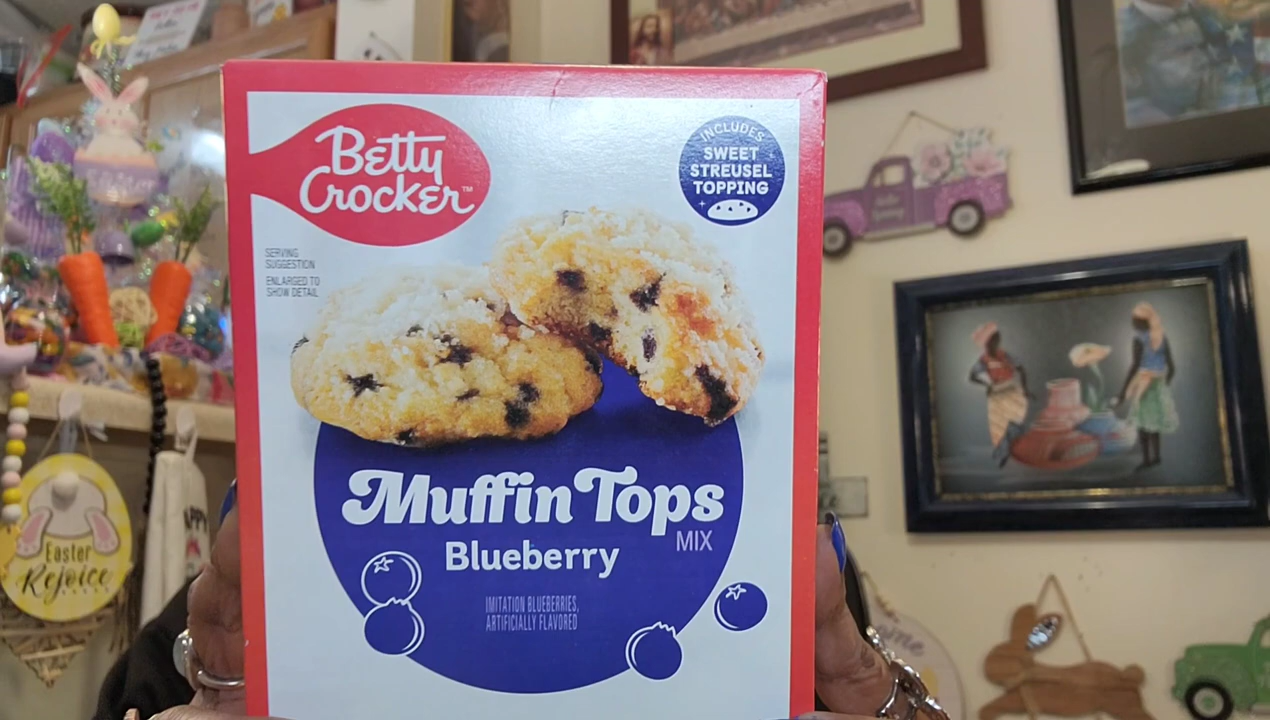 Betty
Crocker™
INCLUDES
SWEET
STREUSEL
TOPPING
SERVING
SUGGESTION
ENLARGED TO
SHOW DETAIL
Muffin Tops
MIX
Blueberry
IMITATION BLUEBERRIES,
ARTIFICIALLY FLAVORED
Easter
Rejoice